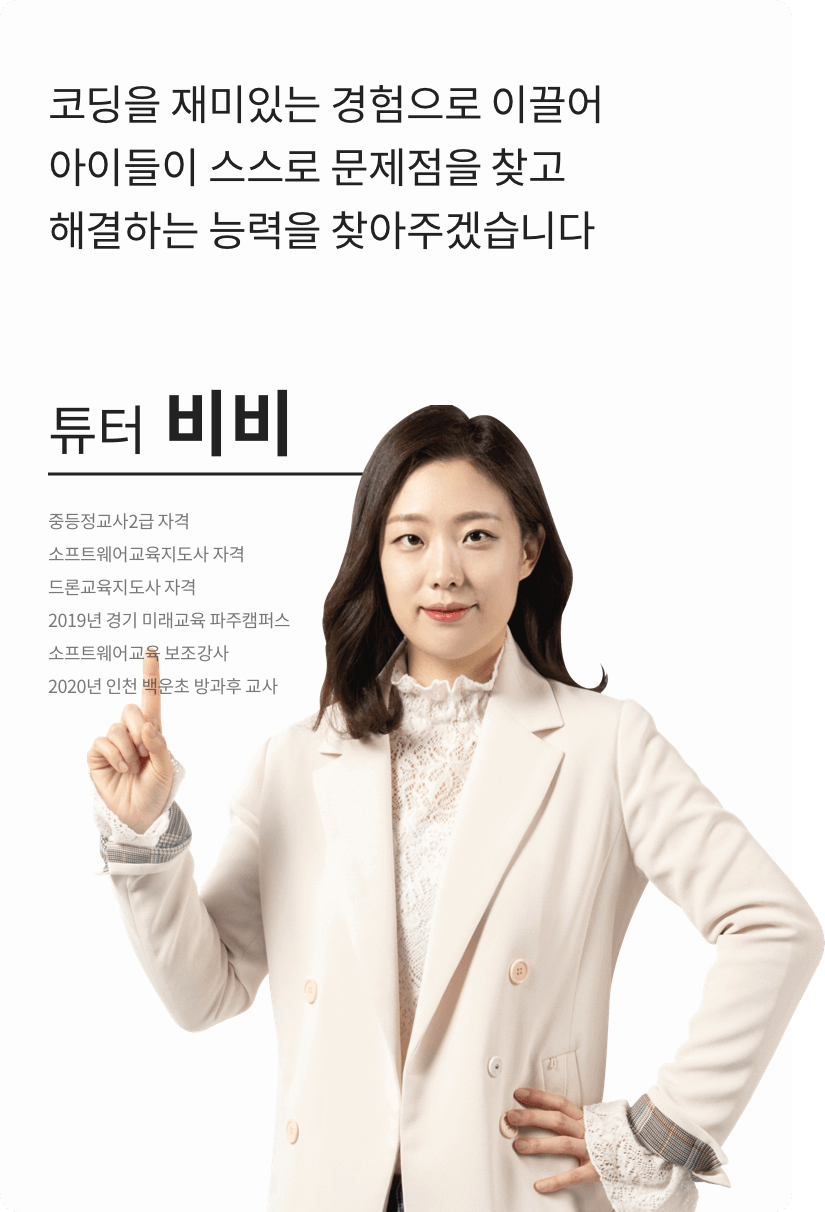 코딩을 재미있는 경험으로 이끌어
아이들이 스스로 문제점을 찾고
해결하는 능력을 찾아주겠습니다
튜터 비비
중등정교사2급 자격
소프트웨어교육지도사 자격
드론교육지도사 자격
2019년 경기 미래교육 파주캠퍼스
소프트웨어교육 보조강사
2020년 인천 백운초 방과후 교사